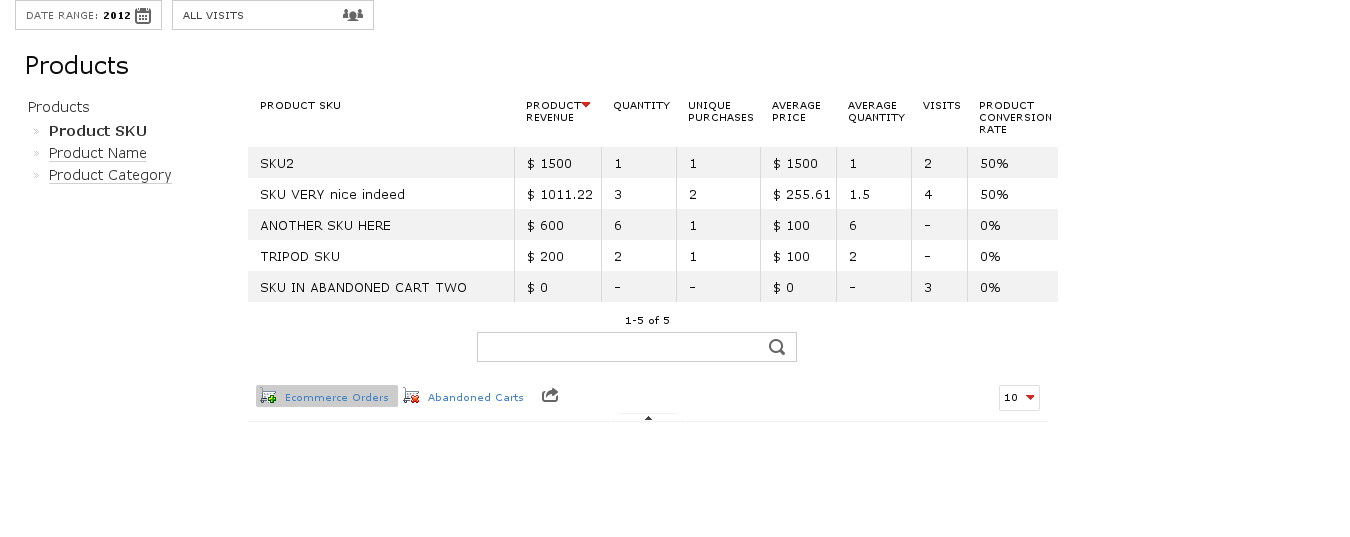 DATE RANGE: 2012 ALL VISITS
Products
Products
Product SKU
Product Name
Product Category
PRODUCT SKU PRODUCT REVENUE QUANTITY UNIQUE PURCHASES AVERAGE PRICE AVERAGE QUANTITY VISITS PRODUCT CONVERSION RATE
SKU2 $ 1500 1 1 $ 1500 1 2 50%
SKU VERY nice indeed $ 1011.22 3 2 $ 255.61 1.5 4 50%
ANOTHER SKU HERE $ 600 6 1 $ 100 6 - 0%
TRIPOD SKU $ 200 2 1 $ 100 2 - 0%
SKU IN ABANDONED CART TWO $ 0 - - $ 0 - 3 0%
1-5 of 5
Ecommerce Orders Abandoned Carts 10